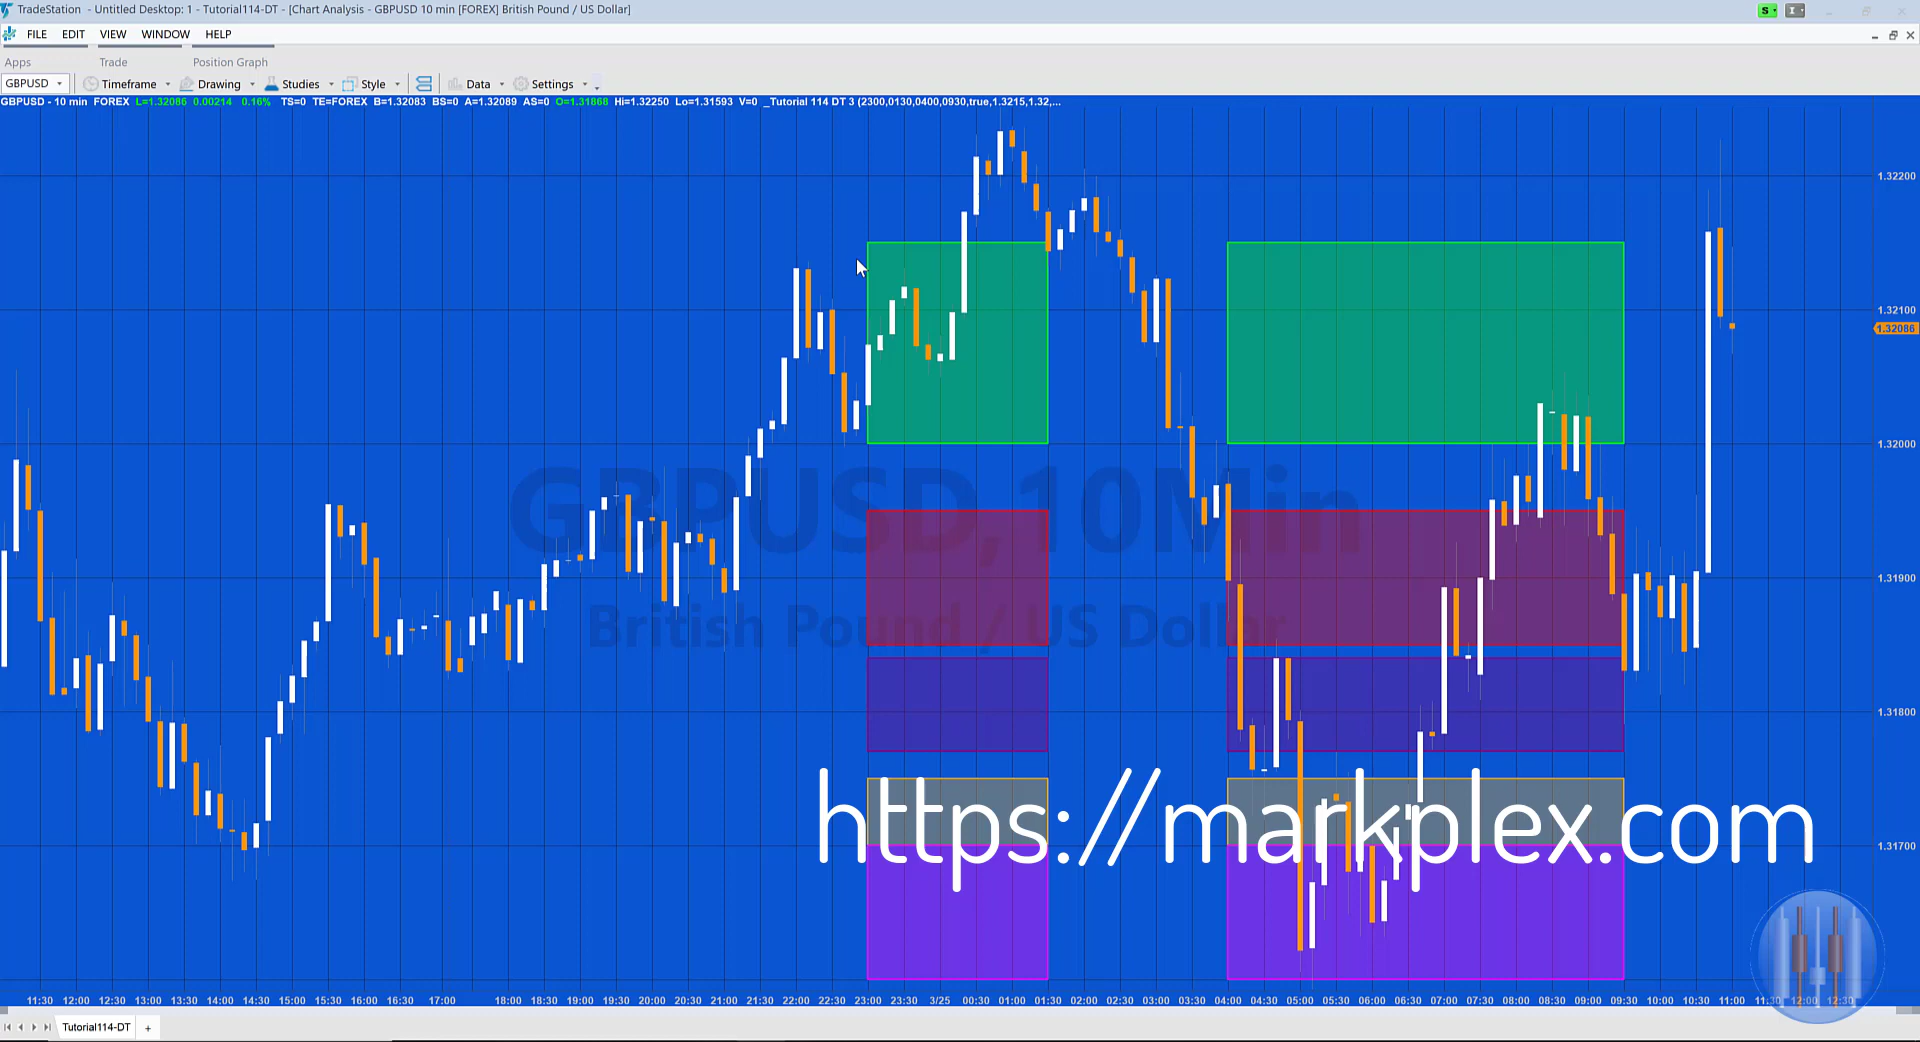 TradeStation - Untitled Desktop: 1 - Tutorial114-DT - [Chart Analysis - GBPUSD 10 min [FOREX] British Pound / US Dollar]
S
I
FILE EDIT VIEW WINDOW HELP
Apps Trade Position Graph
GBPUSD Timeframe Drawing Studies Style Data Settings
GBPUSD - 10 min FOREX L=1.32086 0.00214 0.16% TS=0 TE=FOREX B=1.32083 BS=0 A=1.32089 AS=0 O=1.31868 Hi=1.32250 Lo=1.31593 V=0 _Tutorial 114 DT 3 (2300,0130,0400,0930,true,1.3215,1.32,...
1.32200
1.32100
1.32086
1.32000
GBPUSD,10Min
1.31900
British Pound / US Dollar
1.31800
https://markplex.com
1.31700
11:30 12:00 12:30 13:00 13:30 14:00 14:30 15:00 15:30 16:00 16:30 17:00 18:00 18:30 19:00 19:30 20:00 20:30 21:00 21:30 22:00 22:30 23:00 23:30 3/25 00:30 01:00 01:30 02:00 02:30 03:00 03:30 04:00 04:30 05:00 05:30 06:00 06:30 07:00 07:30 08:00 08:30 09:00 09:30 10:00 10:30 11:00 11:30 12:00 12:30
Tutorial114-DT +